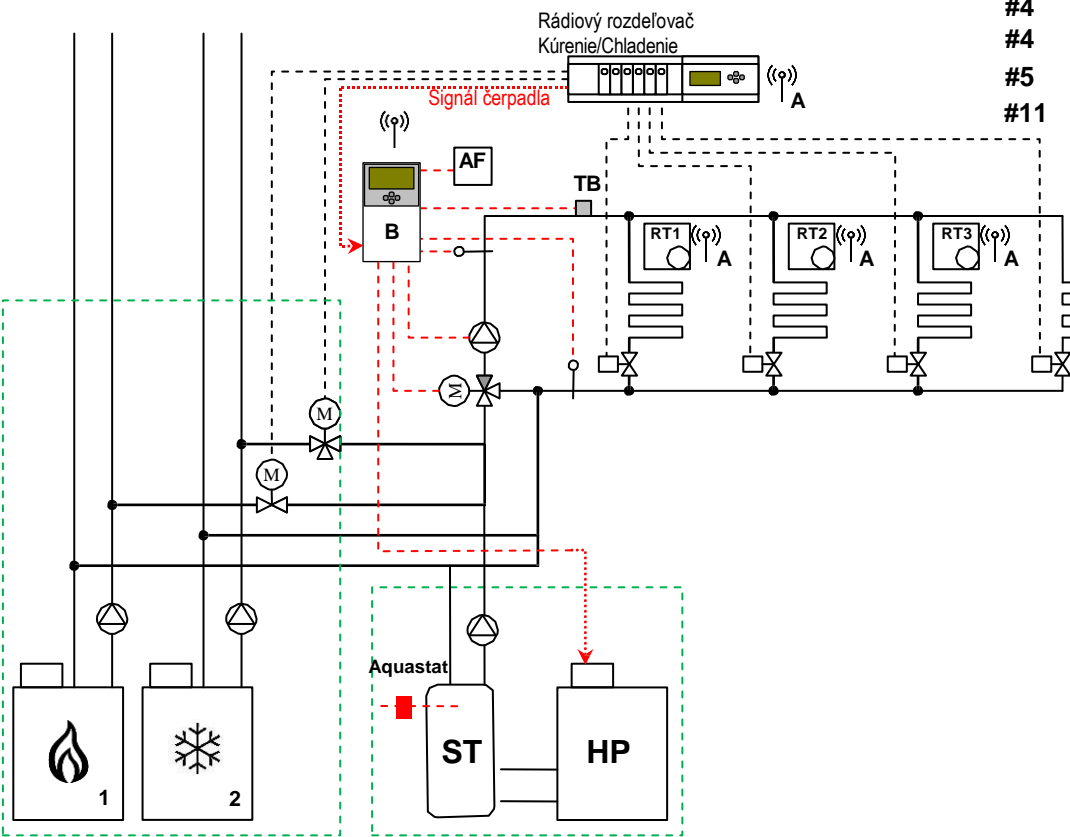 #4
Rádiový rozdeľovač
#4
Kúrenie/Chladenie
#5
A
Signál čerpadla
#11
AF
TB
B
RT1
A
RT2
A
RT3
A
M
M
M
Aquastat
ST
HP
1
2